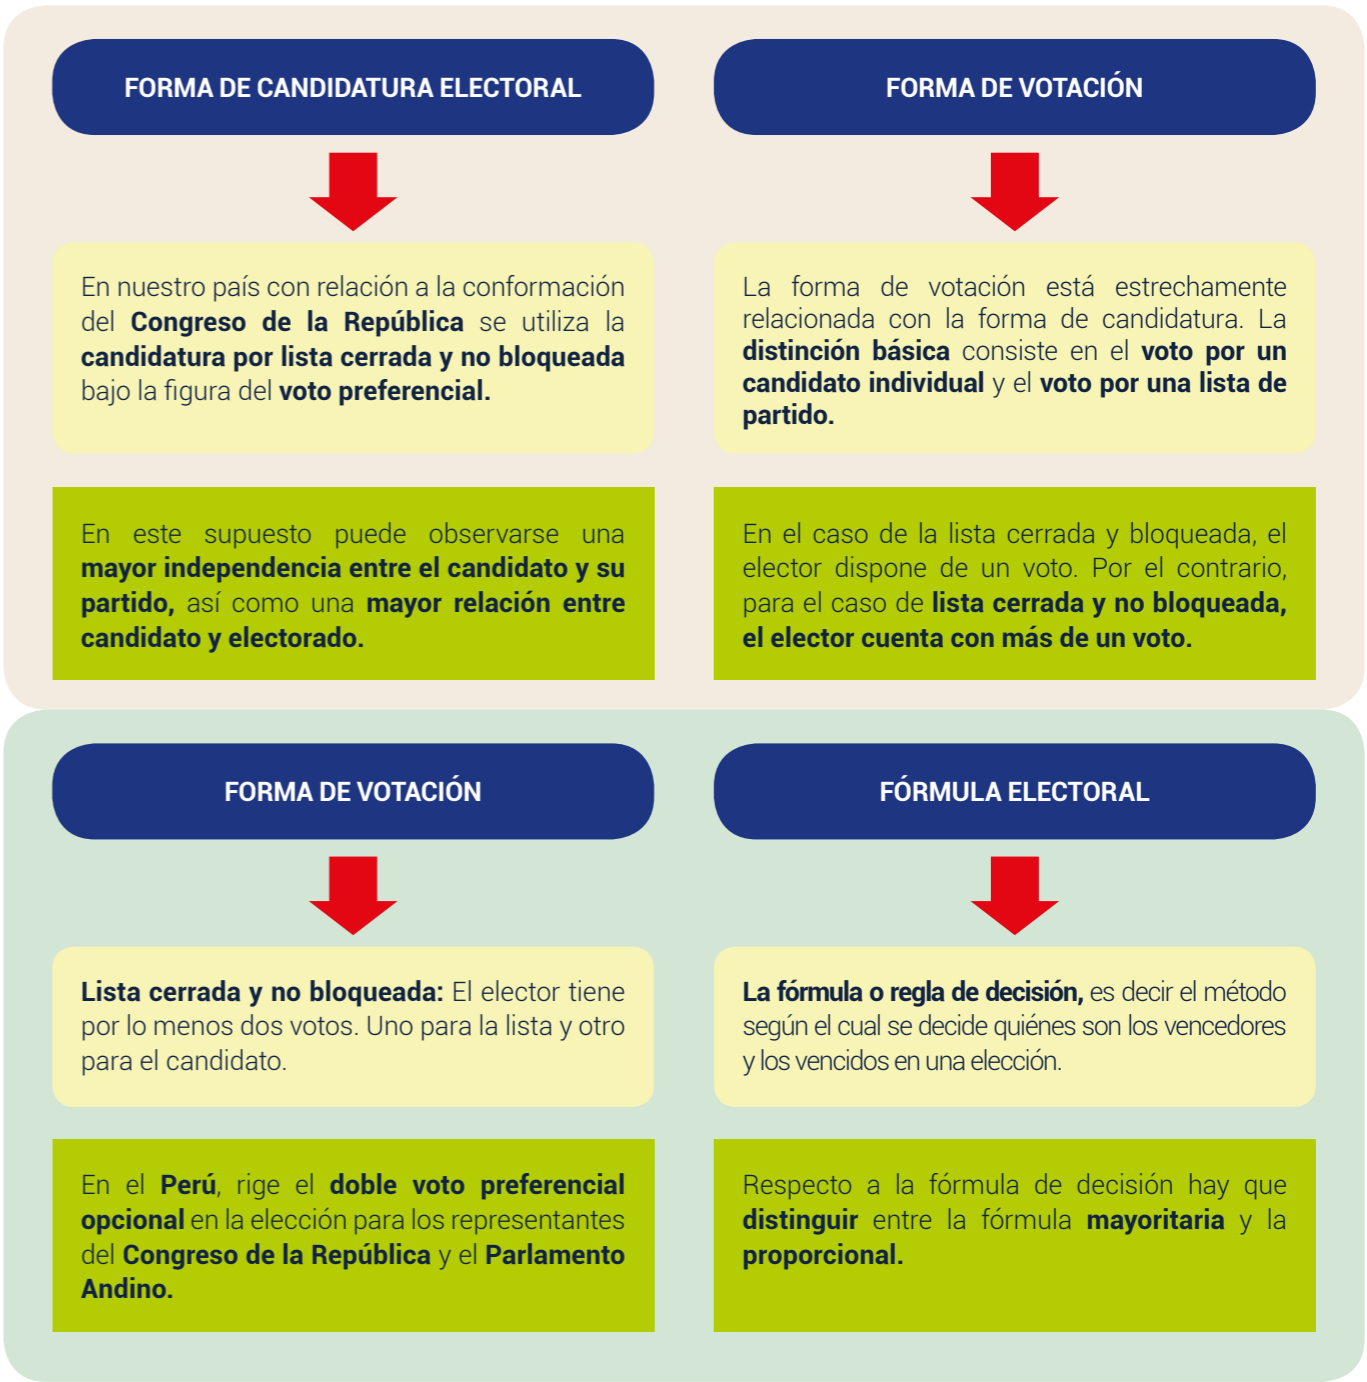 FORMA DE CANDIDATURA ELECTORAL
En nuestro país con relación a la conformación
del Congreso de la República se utiliza la
candidatura por lista cerrada y no bloqueada
bajo la figura del voto preferencial.
En este supuesto puede observarse una
mayor independencia entre el candidato y su
partido, así como una mayor relación entre
candidato y electorado.
FORMA DE VOTACIÓN
La forma de votación está estrechamente
relacionada con la forma de candidatura. La
distinción básica consiste en el voto por un
candidato individual y el voto por una lista de
partido.
En el caso de la lista cerrada y bloqueada, el
elector dispone de un voto. Por el contrario,
para el caso de lista cerrada y no bloqueada,
el elector cuenta con más de un voto.
FORMA DE VOTACIÓN
Lista cerrada y no bloqueada: El elector tiene
por lo menos dos votos. Uno para la lista y otro
para el candidato.
En el Perú, rige el doble voto preferencial
opcional en la elección para los representantes
del Congreso de la República y el Parlamento
Andino.
FÓRMULA ELECTORAL
La fórmula o regla de decisión, es decir el método
según el cual se decide quiénes son los vencedores
y los vencidos en una elección.
Respecto a la fórmula de decisión hay que
distinguir entre la fórmula mayoritaria y la
proporcional.